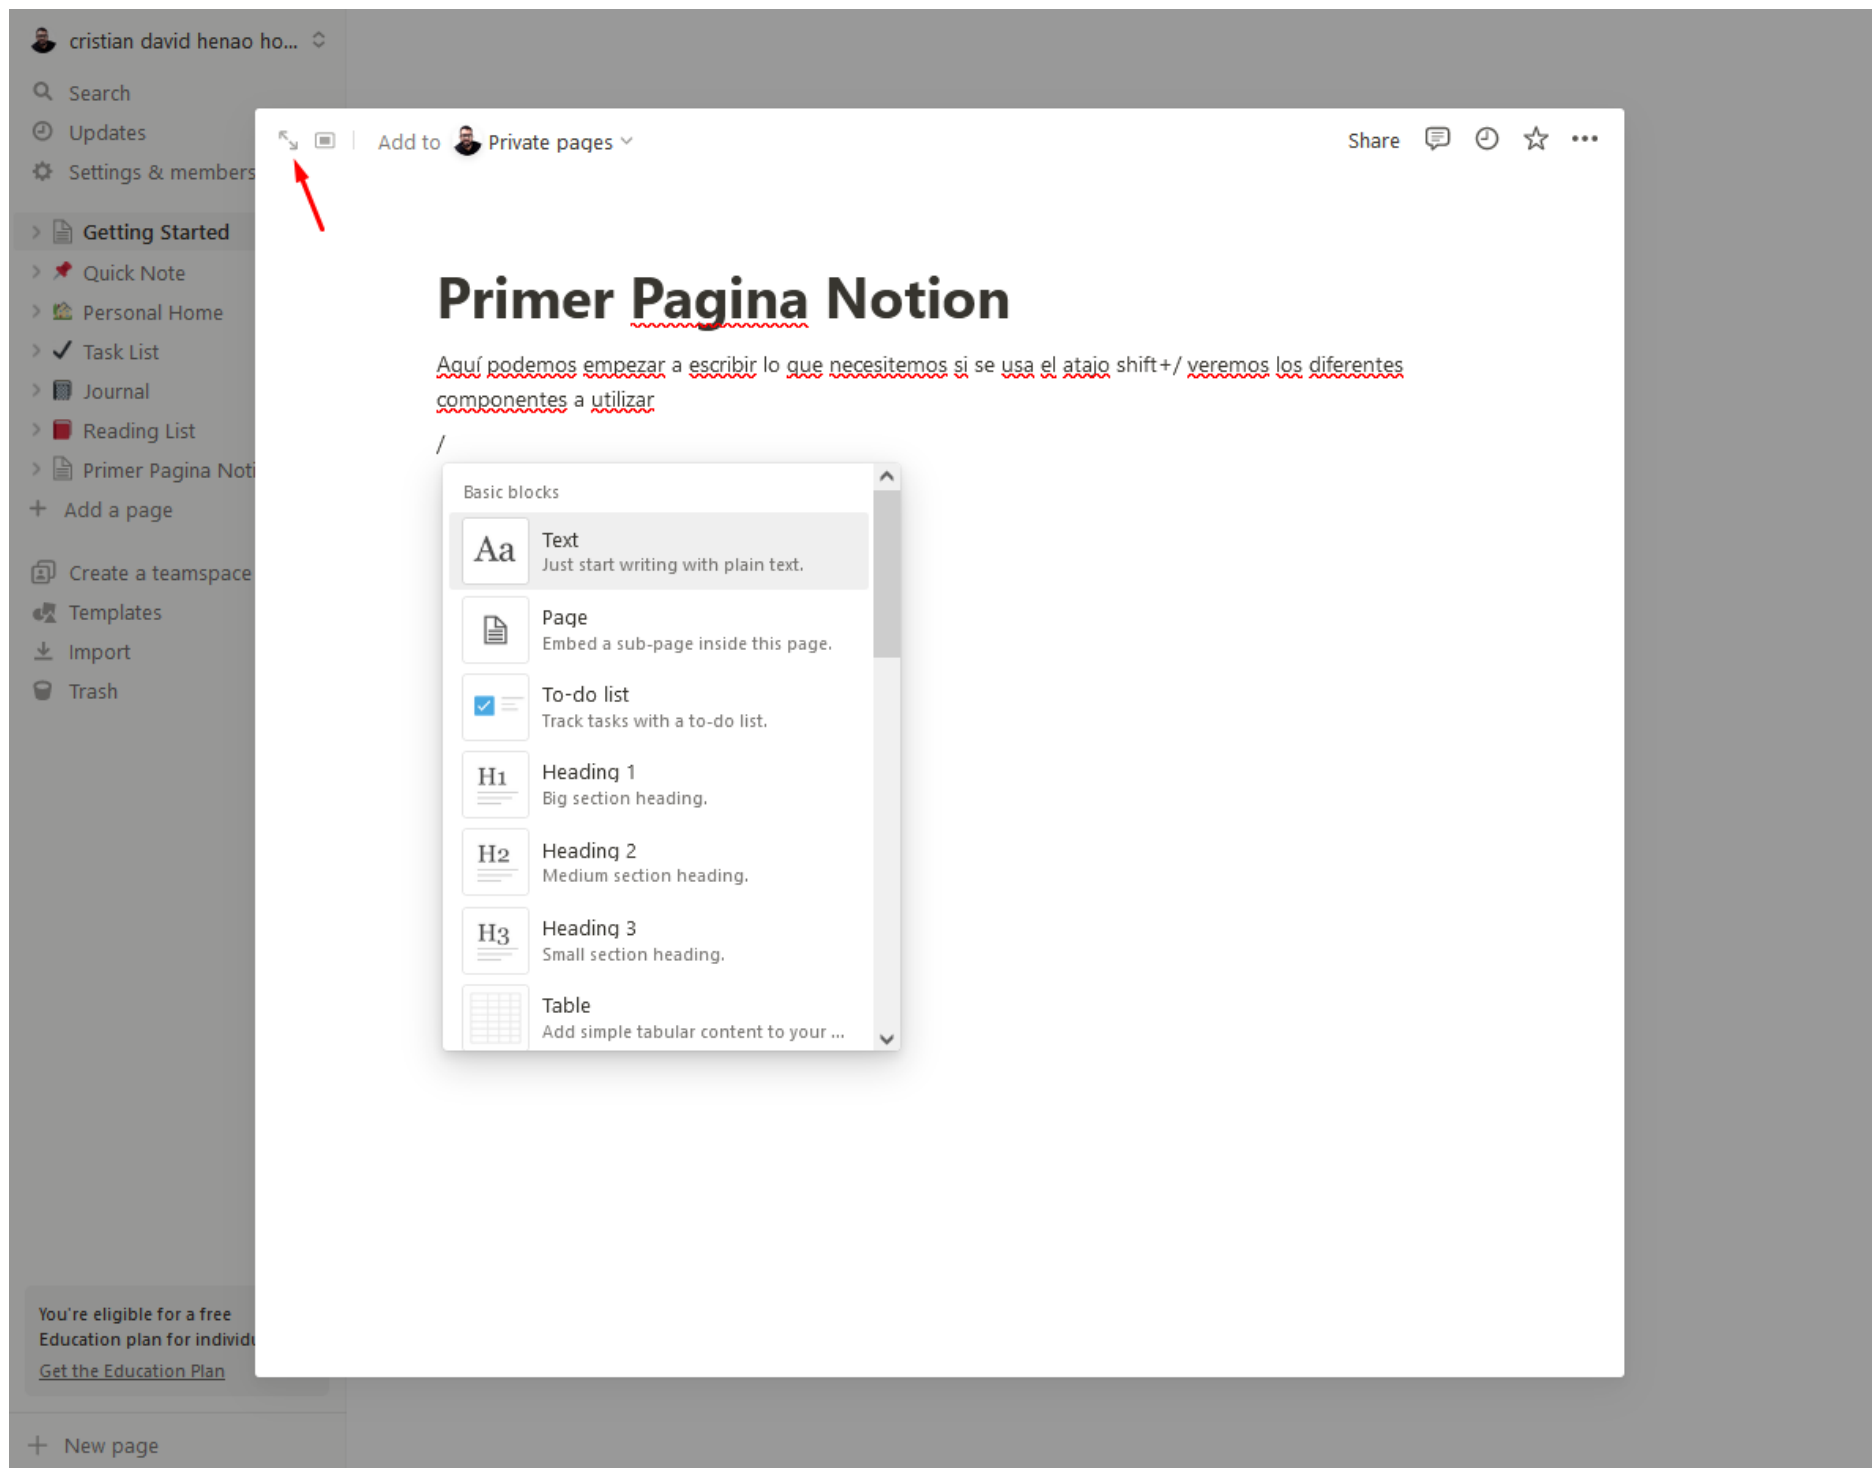 cristian david henao ho...
Search
Updates
Settings & members
Getting Started
Quick Note
Personal Home
Task List
Journal
Reading List
Primer Pagina Noti
Add a page
Create a teamspace
Templates
Import
Trash
You're eligible for a free
Education plan for individu
Get the Education Plan
New page
Add to Private pages
Share
Primer Pagina Notion
Aquí podemos empezar a escribir lo que necesitemos si se usa el atajo shift+/ veremos los diferentes
componentes a utilizar
/
Basic blocks
Aa
Text
Just start writing with plain text.
Page
Embed a sub-page inside this page.
To-do list
Track tasks with a to-do list.
H1
Heading 1
Big section heading.
H2
Heading 2
Medium section heading.
H3
Heading 3
Small section heading.
Table
Add simple tabular content to your ...